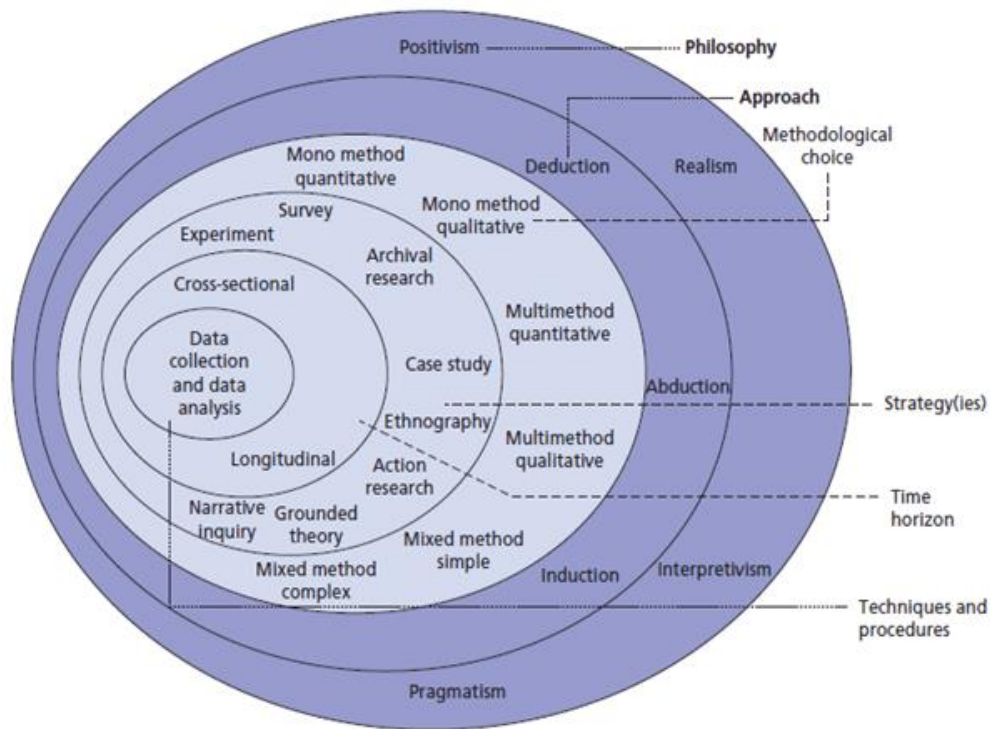 Positivism
Philosophy
Approach
Methodological
choice
Mono method
quantitative
Deduction
Realism
Survey
Mono method
qualitative
Experiment
Archival
research
Cross-sectional
Multimethod
quantitative
Data
collection
and data
analysis
Case study
Abduction
Strategy(ies)
Ethnography
Multimethod
qualitative
Longitudinal
Action
research
Time
horizon
Narrative
inquiry
Grounded
theory
Mixed method
simple
Mixed method
complex
Induction
Interpretivism
Techniques and
procedures
Pragmatism